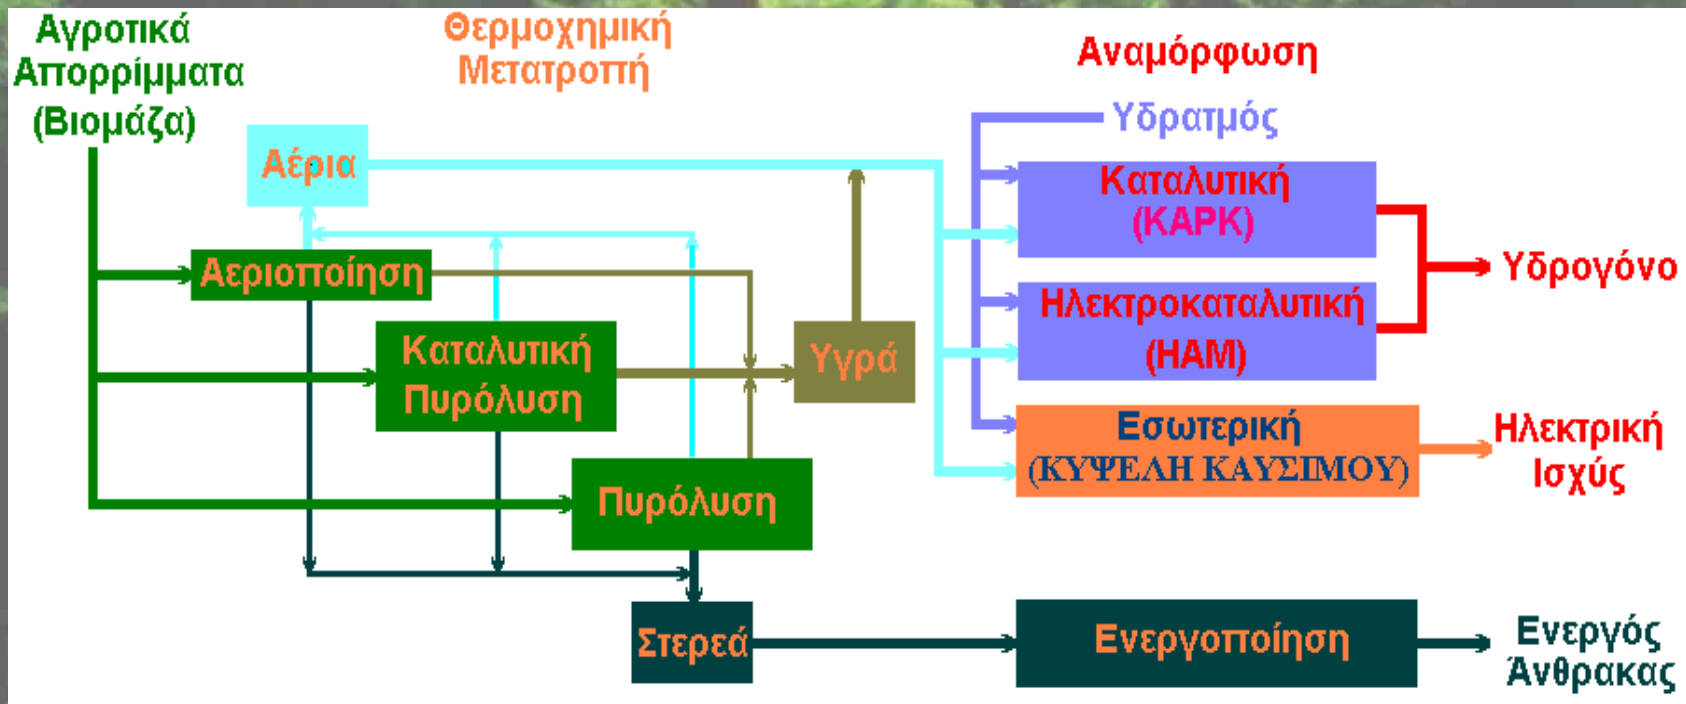 Αγροτικά
Απορρίμματα
(Βιομάζα)
Θερμοχημική
Μετατροπή
Αναμόρφωση
Υδρατμός
Αέρια
Καταλυτική
(ΚΑΡΚ)
Αεριοποίηση
Υδρογόνο
Ηλεκτροκαταλυτική
(ΗΑΜ)
Καταλυτική
Πυρόλυση
Υγρά
Εσωτερική
(ΚΥΨΕΛΗ ΚΑΥΣΙΜΟΥ)
Ηλεκτρική
Ισχύς
Πυρόλυση
Στερεά
Ενεργοποίηση
Ενεργός
Άνθρακας